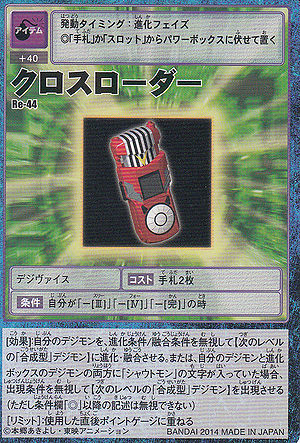 アイテム
+40
発動タイミング：進化フェイズ
◎「手札」か「スロット」からパワーボックスに伏せて置く
クロスローダー
Re-44
デジヴァイス
コスト 手札2枚
条件 自分が「−(Ⅲ)」「−(Ⅳ)」「−(完)」の時
[効果]:自分のデジモンを、進化条件/融合条件を無視して【次のレベル
の「合成型」デジモン】に進化・融合させる。または、自分のデジモンと進化
ボックスのデジモンの両方に「シャウトモン」の文字が入っていた場合、
出現条件を無視して【次のレベルの「合成型」デジモン】を出現させる
(ただし条件欄[◎]以降の記述は無視できない)
[リミット]:使用した直後ポイントゲージに重ねる
©本郷あきよし・東映アニメーション
BANDAI 2014 MADE IN JAPAN